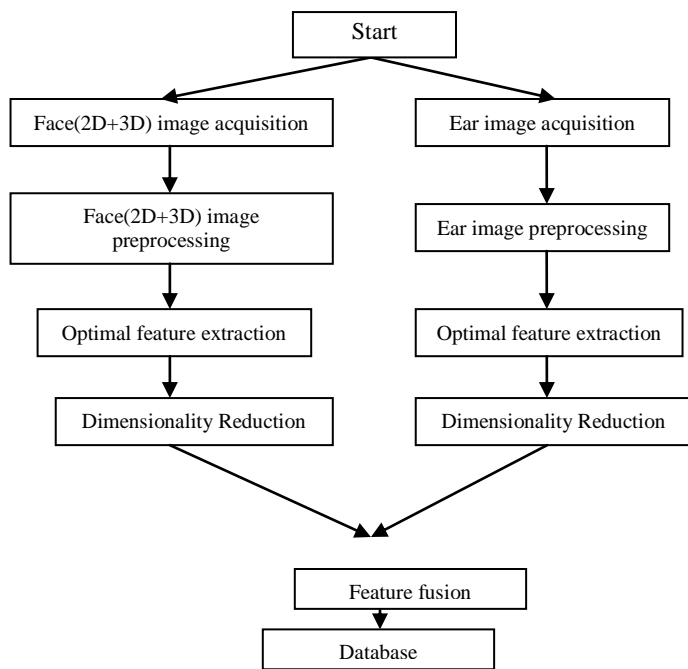 Start
Face(2D+3D) image acquisition
Ear image acquisition
Face(2D+3D) image
preprocessing
Ear image preprocessing
Optimal feature extraction
Optimal feature extraction
Dimensionality Reduction
Dimensionality Reduction
Feature fusion
Database